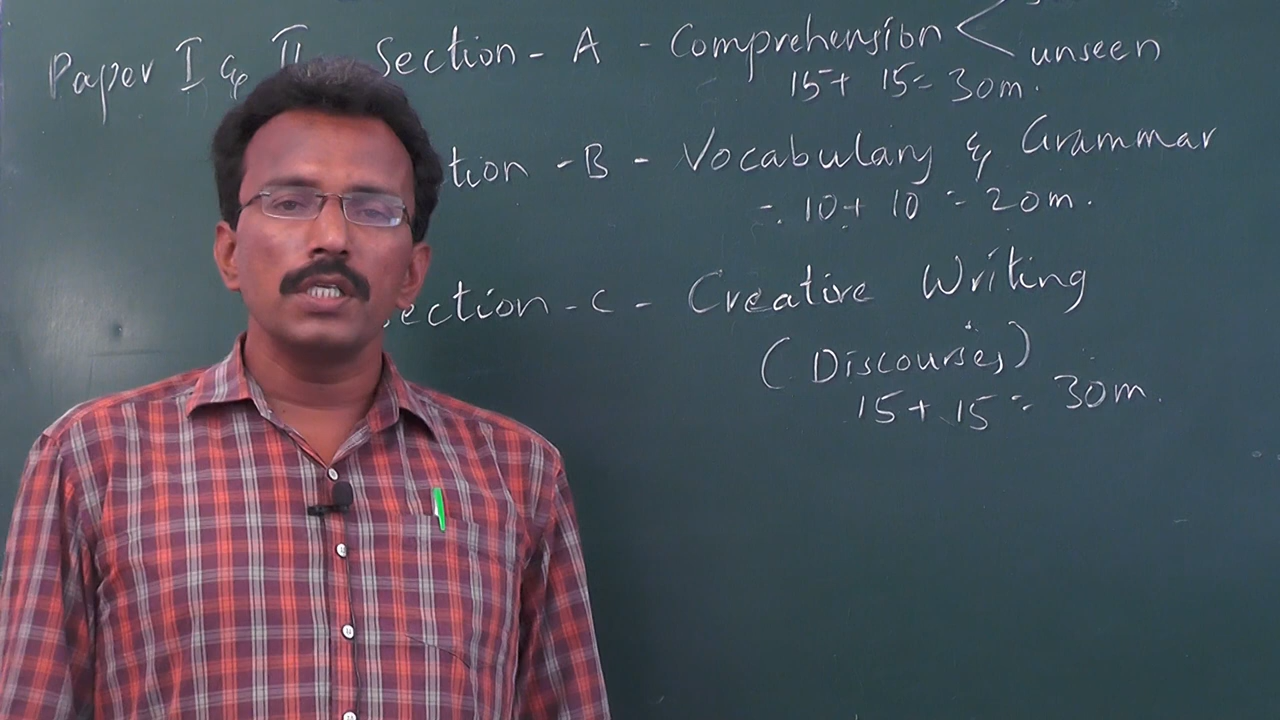 Paper I & II Section - A - Comprehension <
unseen
15+ 15= 30m.
tion - B - Vocabulary & Grammar
10+ 10 = 20m.
ection - C - Creative Writing
(Discourses)
15+ 15= 30m.